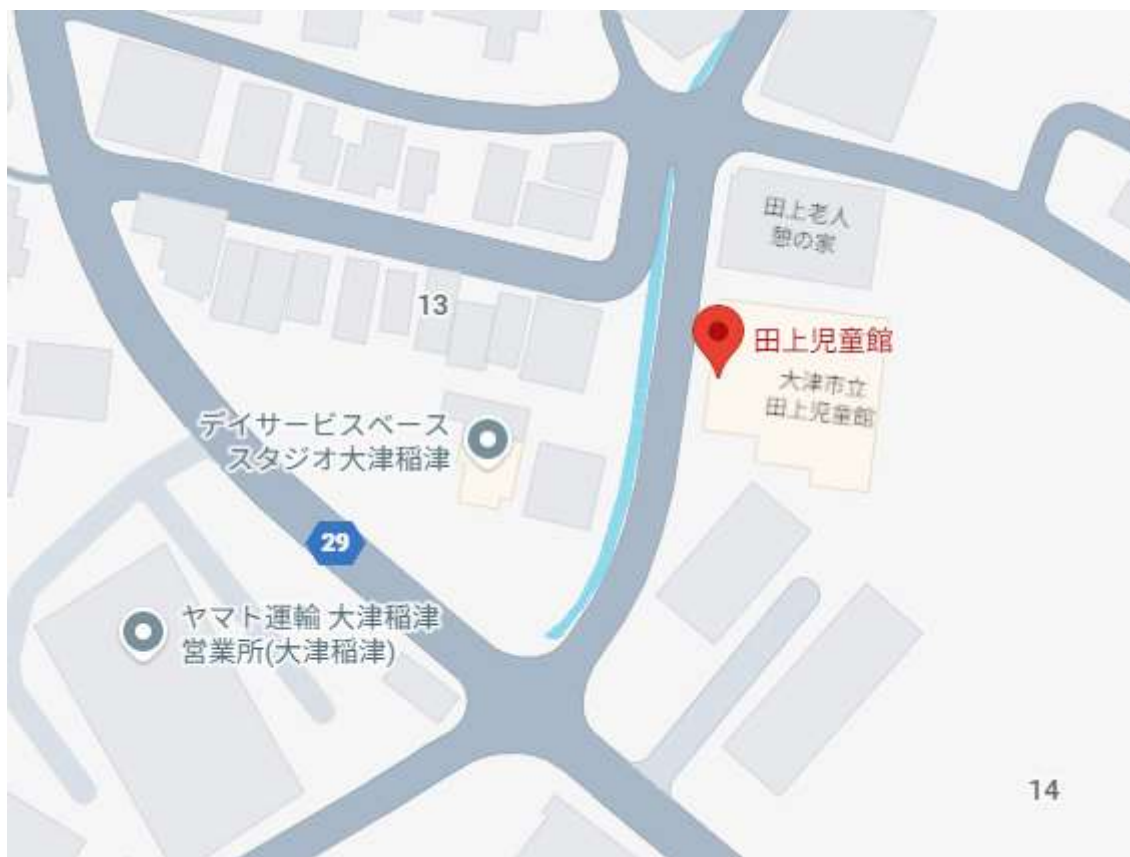 田上老人
憩の家
13
田上児童館
大津市立
田上児童館
デイサービスベース
スタジオ大津稲津
29
ヤマト運輸 大津稲津
営業所(大津稲津)
14